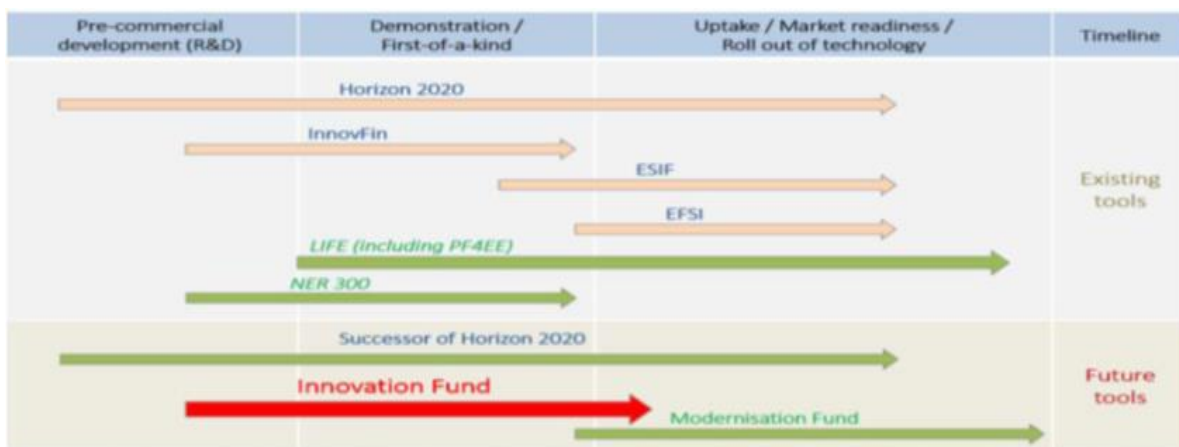 Pre-commercial
development (R&D)
Demonstration /
First-of-a-kind
Uptake / Market readiness /
Roll out of technology
Timeline
Horizon 2020
InnovFin
ESIF
EFSI
LIFE (including PF4EE)
NER 300
Existing
tools
Successor of Horizon 2020
Innovation Fund
Modernisation Fund
Future
tools